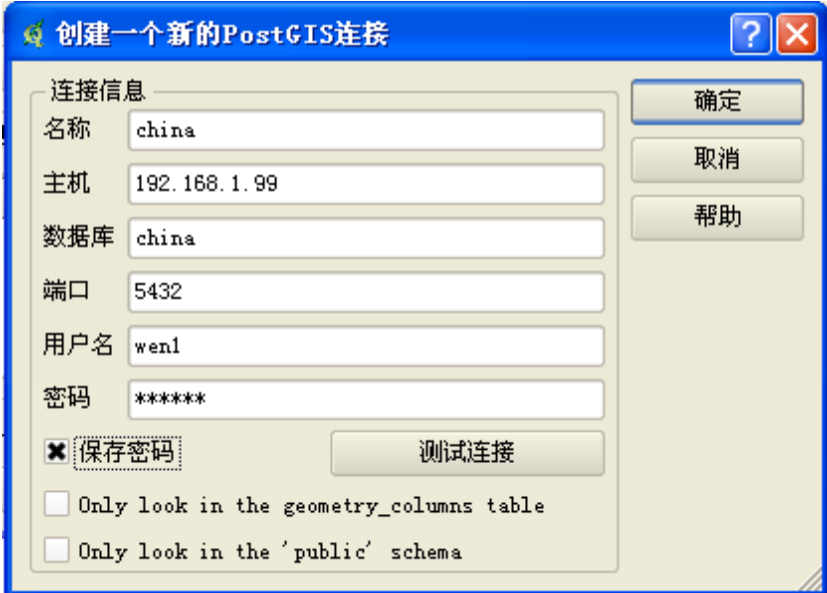 创建一个新的PostGIS连接
连接信息
名称 china
主机 192.168.1.99
数据库 china
端口 5432
用户名 wen1
密码 ******
保存密码 测试连接
Only look in the geometry_columns table
Only look in the 'public' schema
确定
取消
帮助